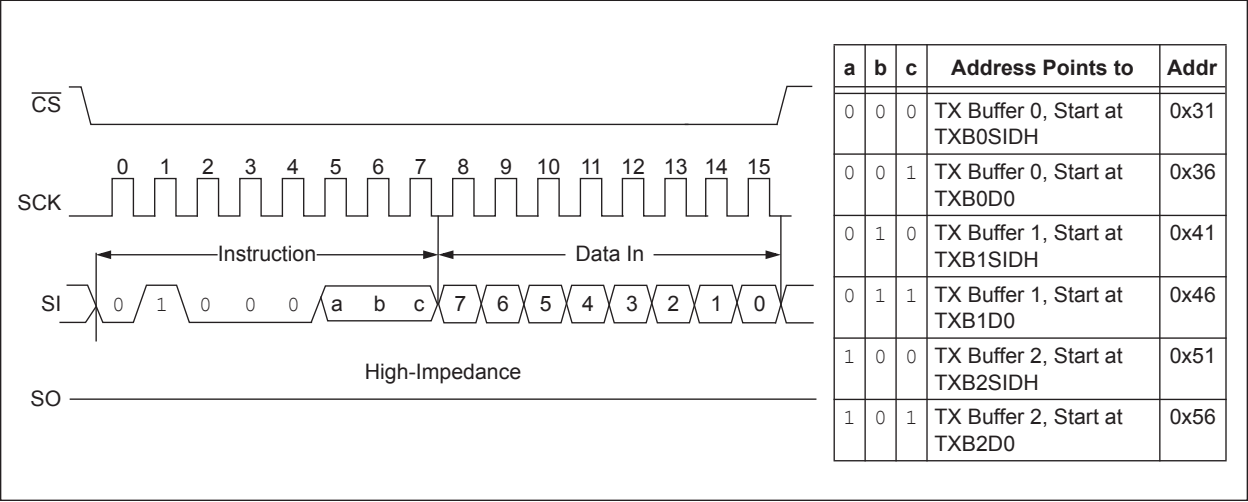 CS
0 1 2 3 4 5 6 7 8 9 10 11 12 13 14 15
SCK
Instruction Data In
SI 0 1 0 0 0 a b c 7 6 5 4 3 2 1 0
High-Impedance
SO
a b c Address Points to Addr
0 0 0 TX Buffer 0, Start at 0x31
TXB0SIDH
0 0 1 TX Buffer 0, Start at 0x36
TXB0D0
0 1 0 TX Buffer 1, Start at 0x41
TXB1SIDH
0 1 1 TX Buffer 1, Start at 0x46
TXB1D0
1 0 0 TX Buffer 2, Start at 0x51
TXB2SIDH
1 0 1 TX Buffer 2, Start at 0x56
TXB2D0